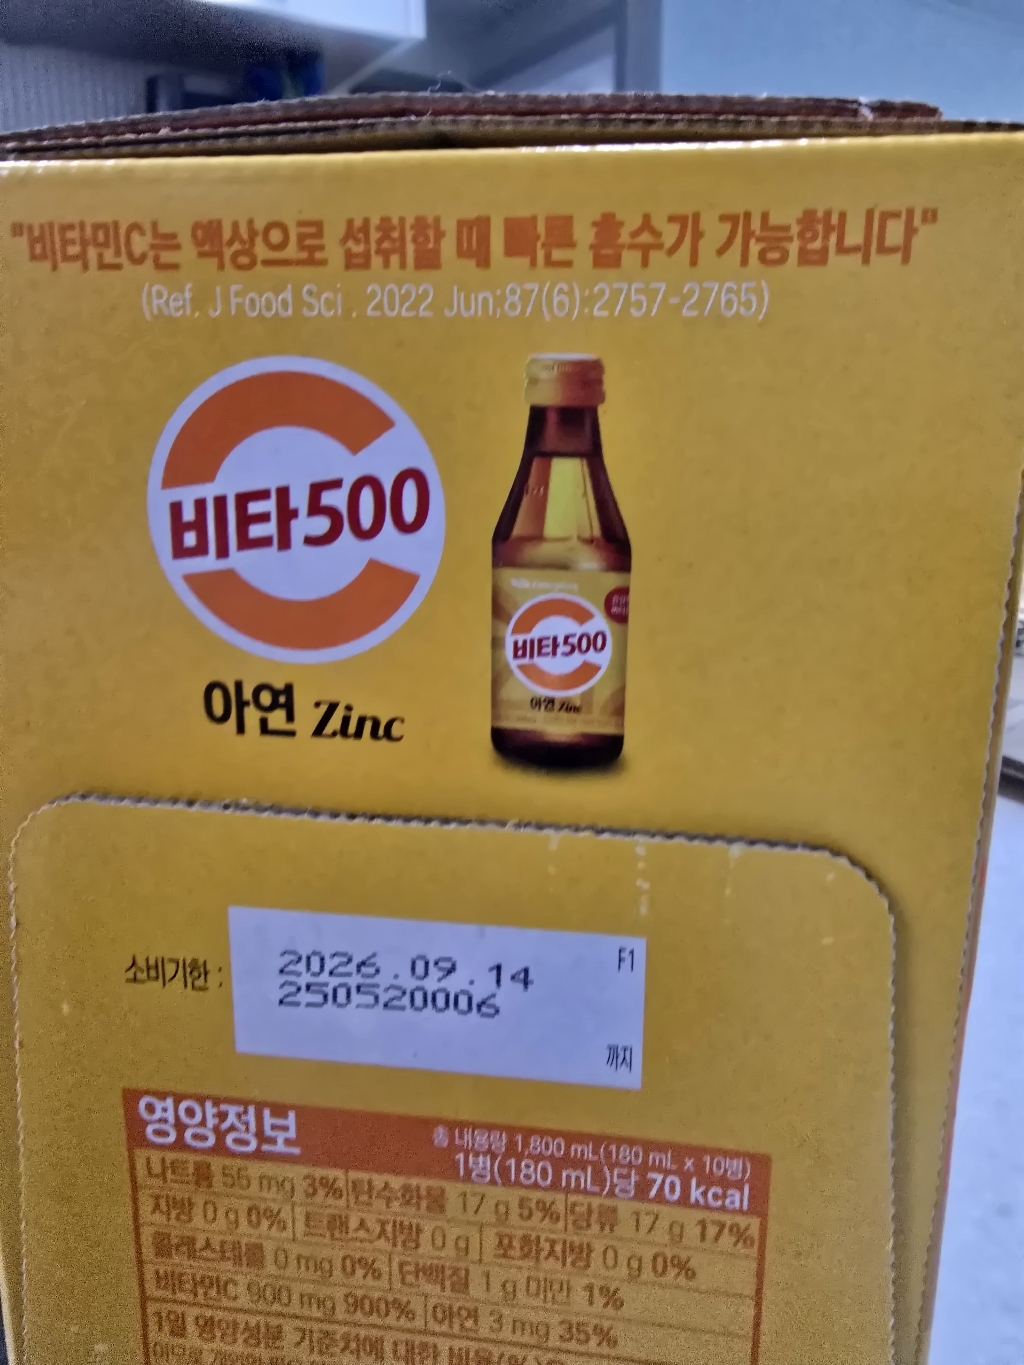 "비타민C는 액상으로 섭취할 때 빠른 흡수가 가능합니다"
(Ref. J Food Sci . 2022 Jun;87(6):2757-2765)
비타500
아연 Zinc
비타500
아연 Zinc
소비기한 :
2026.09.14
250520006
F1
까지
영양정보
총 내용량 1,800 mL(180 mL x 10병)
1병(180 mL)당 70 kcal
나트륨 56 mg 3% 탄수화물 17 g 5% 당류 17 g 17%
지방 0 g 0% 트랜스지방 0 g 포화지방 0 g 0%
콜레스테롤 0 mg 0% 단백질 1 g 미만 1%
비타민C 900 mg 900% 아연 3 mg 35%
1일 영양성분 기준치에 대한 비율(%)